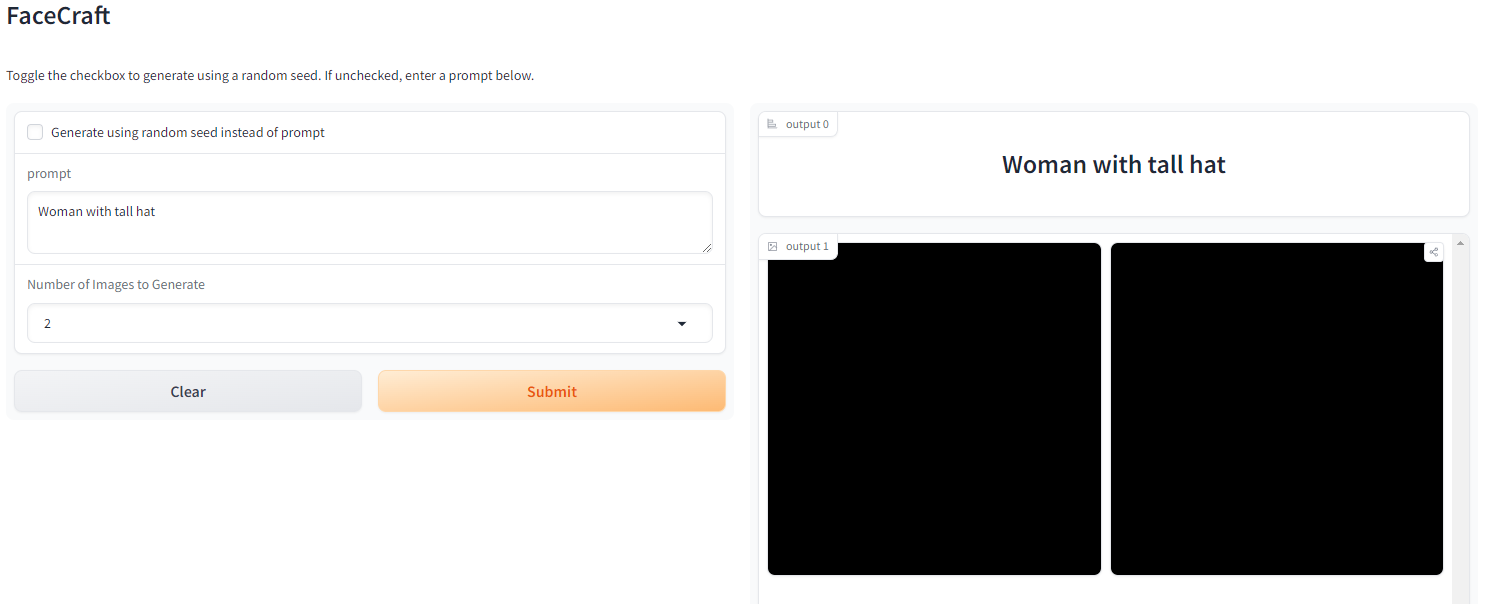 FaceCraft
Toggle the checkbox to generate using a random seed. If unchecked, enter a prompt below.
Generate using random seed instead of prompt
prompt
Woman with tall hat
Number of Images to Generate
2
Clear
Submit
output 0
Woman with tall hat
output 1